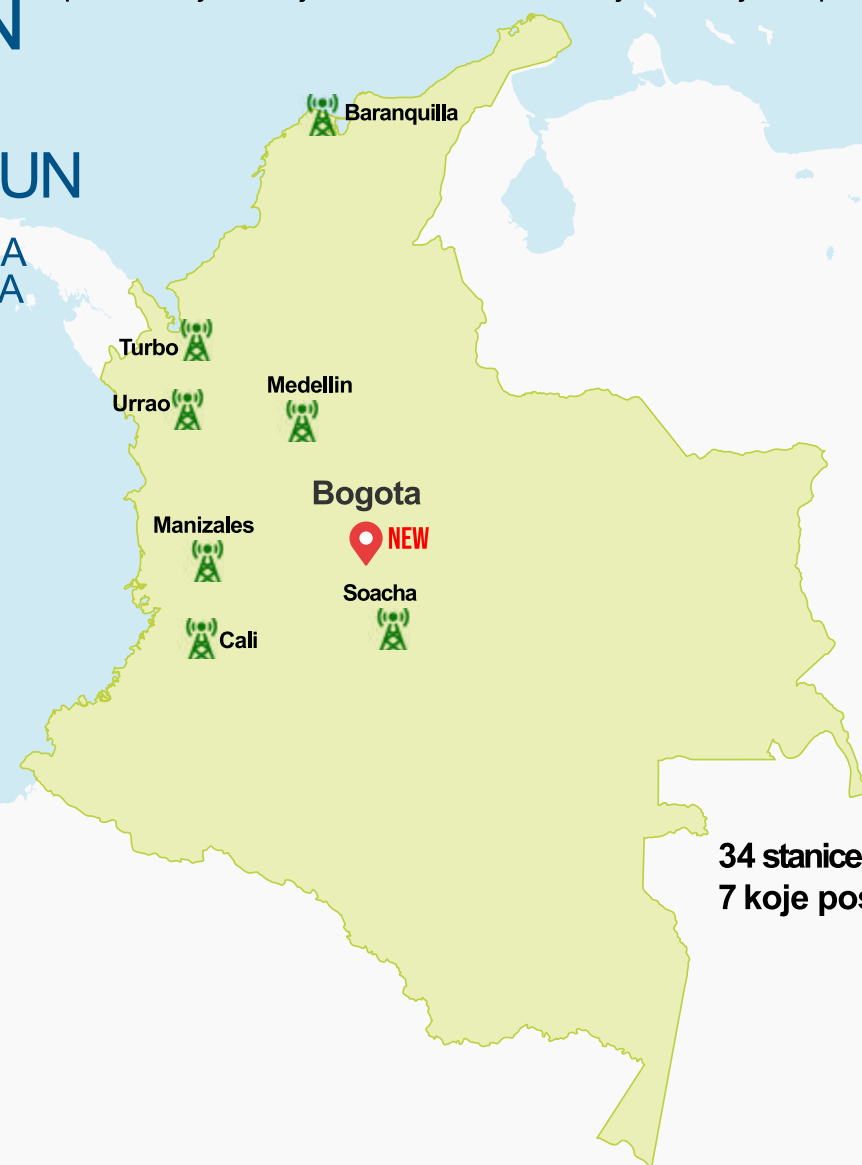 N
UN
A
A
Baranquilla
Turbo
Urrao
Medellin
Bogota
NEW
Manizales
Soacha
Cali
34 stanice
7 koje pos